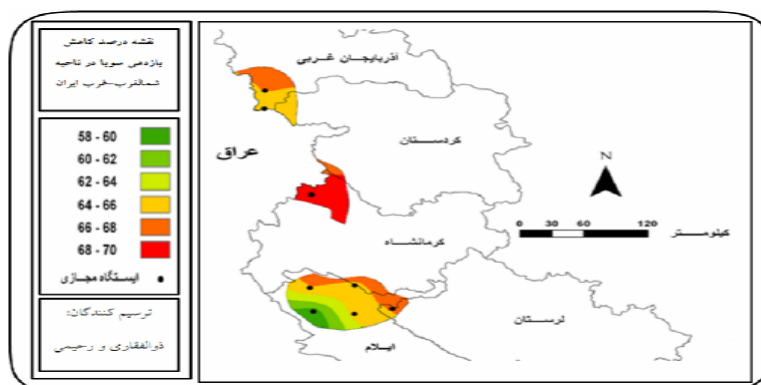 نقشه درصد کاهش
بازدهی سویا در ناحیه
شمالغرب-غرب ایران
58 - 60
60 - 62
62 - 64
64 - 66
66 - 68
68 - 70
ایستگاه مجازی
ترسیم کنندگان:
ذوالفقاری و رحیمی
آذربایجان غربی
کردستان
عراق
کرمانشاه
لرستان
ایلام
N
0 30 60 120
کیلومتر